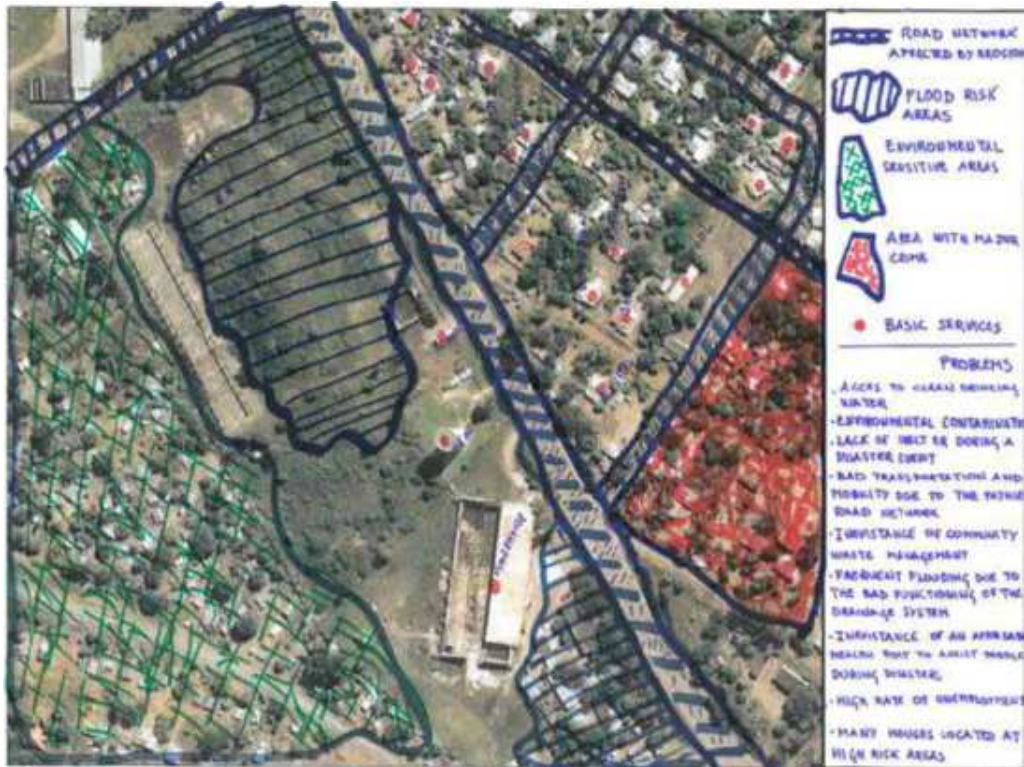 ROAD NETWORK
AFFECTED BY EROSION
FLOOD RISK
AREAS
ENVIRONMENTAL
SENSITIVE AREAS
AREA WITH MAJOR
CRIME
BASIC SERVICES
PROBLEMS
. ACCES TO CLEAN DRINKING
WATER
- ENVIRONMENTAL CONTAMINATIO
. LACK OF DURING A
DISASTER EVENT
- BAD TRANSPORTATION AND
MOBILITY DUE TO THE
ROAD NETWORK
- INEXISTANCE OF COMMUNITY
WASTE MANAGEMENT
- FREQUENT FLOODING DUE TO
THE BAD FUNCTIONING OF THE
DRAINAGE SYSTEM
- INEXISTANCE OF AN
HEALTH POST TO ASSIST PEOPLE
DURING DISASTER
- HIGH RATE OF UNEMPLOYMENT
- MANY HOUSES LOCATED AT
HIGH RISK AREAS